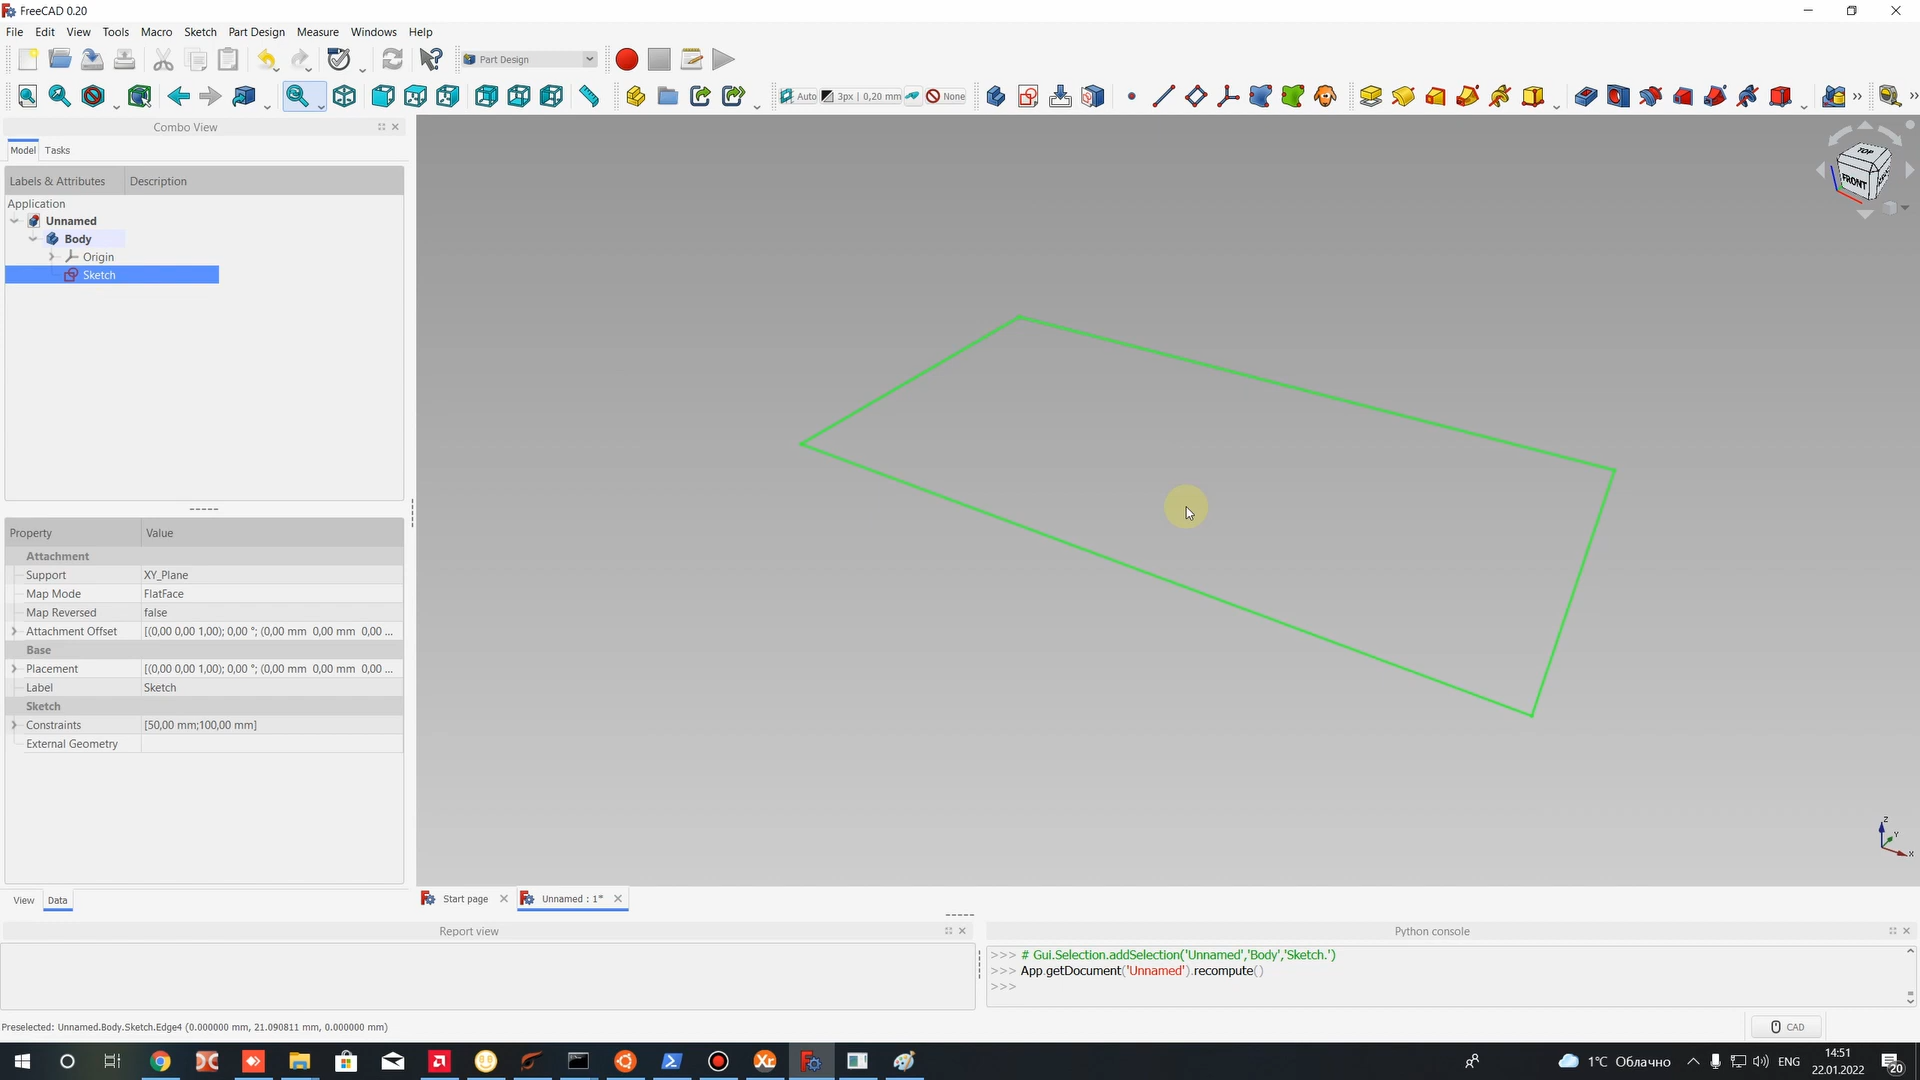 FreeCAD 0.20
File Edit View Tools Macro Sketch Part Design Measure Windows Help
Part Design
Auto 3px | 0,20 mm None
Combo View
Model Tasks
Labels & Attributes Description
Application
Unnamed
Body
Origin
Sketch
TOP
FRONT
Property Value
Attachment
Support XY_Plane
Map Mode FlatFace
Map Reversed false
Attachment Offset [(0,00 0,00 1,00); 0,00 °; (0,00 mm 0,00 mm 0,00 ...
Base
Placement [(0,00 0,00 1,00); 0,00 °; (0,00 mm 0,00 mm 0,00 ...
Label Sketch
Sketch
Constraints [50,00 mm;100,00 mm]
External Geometry
Z
Y
X
View Data
Start page Unnamed : 1*
Report view
Python console
>>> # Gui.Selection.addSelection('Unnamed','Body','Sketch.')
>>> App.getDocument('Unnamed').recompute()
>>>
Preselected: Unnamed.Body.Sketch.Edge4 (0.000000 mm, 21.090811 mm, 0.000000 mm)
CAD
Xr
1°C Облачно
ENG
14:51
22.01.2022
20